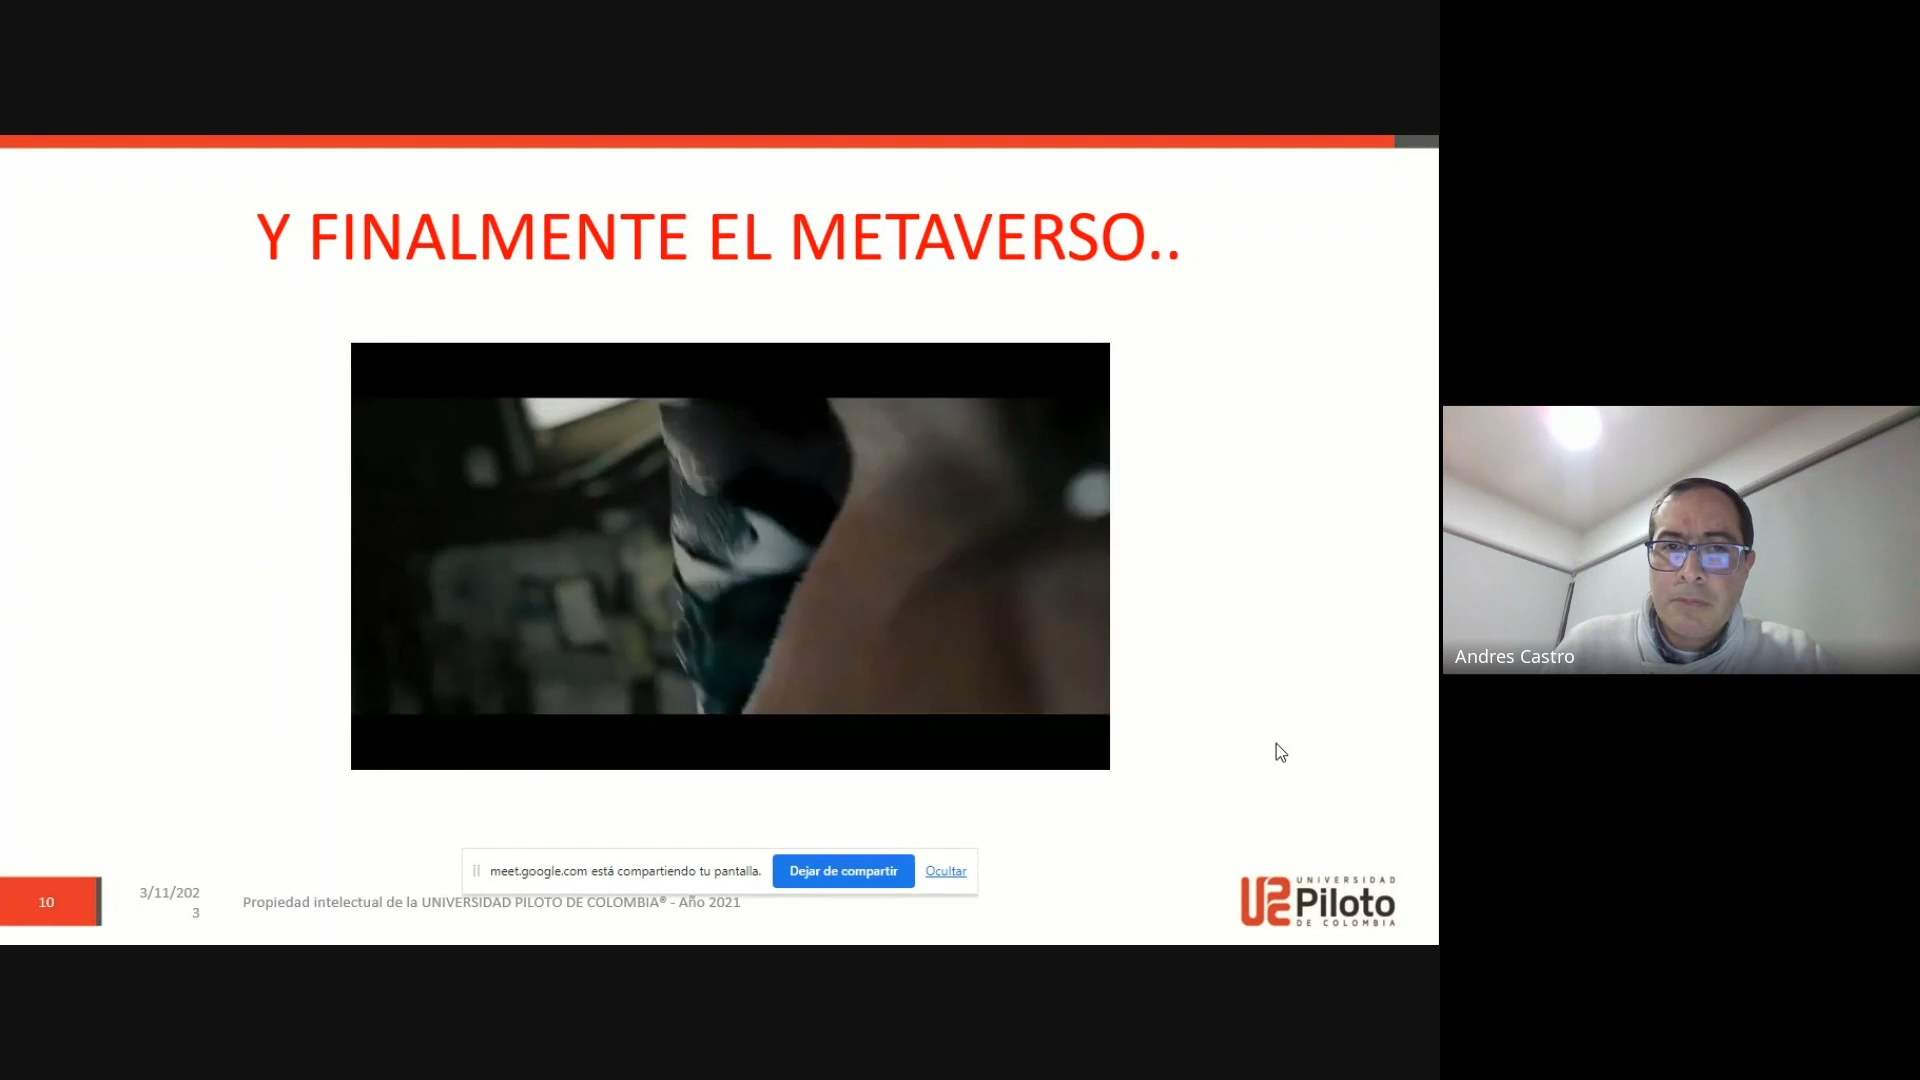 Y FINALMENTE EL METAVERSO..
Andres Castro
meet.google.com está compartiendo tu pantalla.
Dejar de compartir
Ocultar
10
3/11/202
3
Propiedad intelectual de la UNIVERSIDAD PILOTO DE COLOMBIA® - Año 2021
UNIVERSIDAD
UPC Piloto
DE COLOMBIA